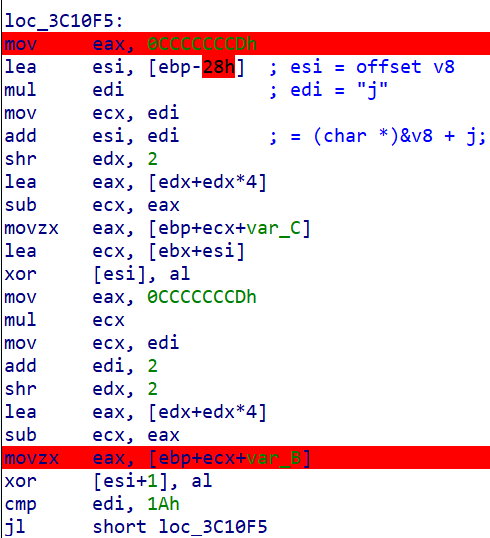 loc_3C10F5:
mov eax, 0CCCCCCCDh
lea esi, [ebp-28h] ; esi = offset v8
mul edi ; edi = "j"
mov ecx, edi
add esi, edi ; = (char *)&v8 + j;
shr edx, 2
lea eax, [edx+edx*4]
sub ecx, eax
movzx eax, [ebp+ecx+var_C]
lea ecx, [ebx+esi]
xor [esi], al
mov eax, 0CCCCCCCDh
mul ecx
mov ecx, edi
add edi, 2
shr edx, 2
lea eax, [edx+edx*4]
sub ecx, eax
movzx eax, [ebp+ecx+var_B]
xor [esi+1], al
cmp edi, 1Ah
jl short loc_3C10F5